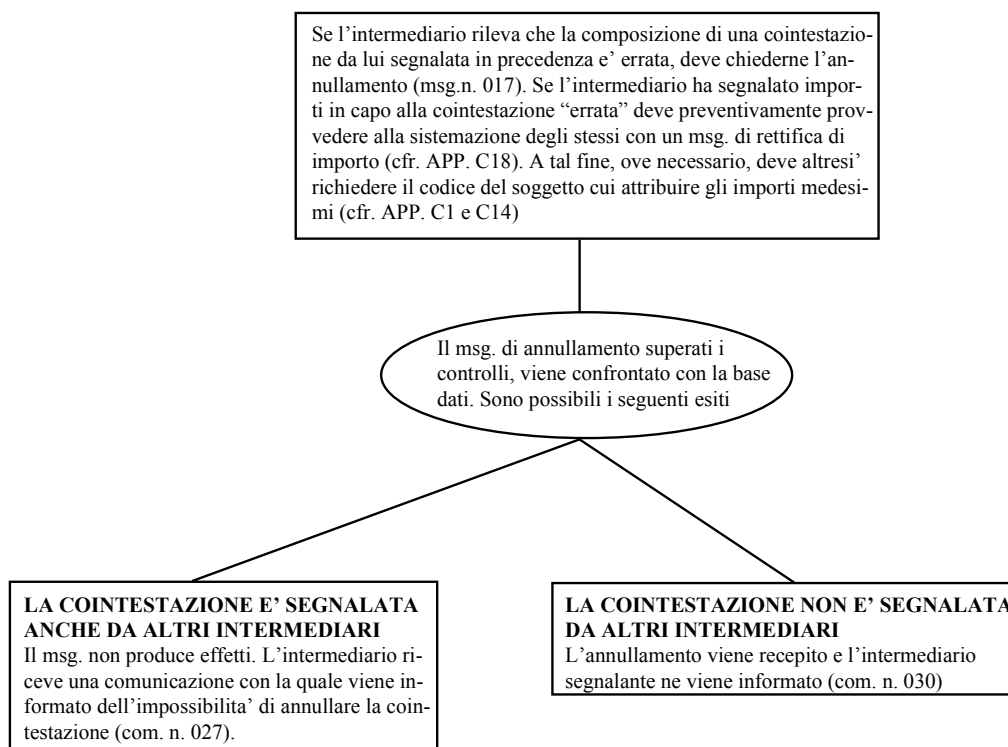 Se l’intermediario rileva che la composizione di una cointestazio-
ne da lui segnalata in precedenza e’ errata, deve chiederne l’an-
nullamento (msg.n. 017). Se l’intermediario ha segnalato impor-
ti in capo alla cointestazione “errata” deve preventivamente prov-
vedere alla sistemazione degli stessi con un msg. di rettifica di
importo (cfr. APP. C18). A tal fine, ove necessario, deve altresi’
richiedere il codice del soggetto cui attribuire gli importi medesi-
mi (cfr. APP. C1 e C14)
Il msg. di annullamento superati i
controlli, viene confrontato con la base
dati. Sono possibili i seguenti esiti
LA COINTESTAZIONE E’ SEGNALATA
ANCHE DA ALTRI INTERMEDIARI
Il msg. non produce effetti. L’intermediario ri-
ceve una comunicazione con la quale viene in-
formato dell’impossibilita’ di annullare la coin-
testazione (com. n. 027).
LA COINTESTAZIONE NON E’ SEGNALATA
DA ALTRI INTERMEDIARI
L’annullamento viene recepito e l’intermediario
segnalante ne viene informato (com. n. 030)